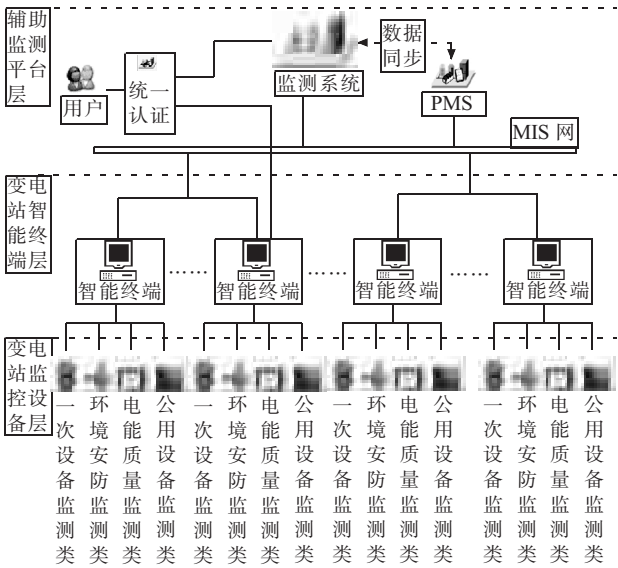 辅助
监测
平台
层
用户
统一
认证
监测系统
数据
同步
PMS
MIS 网
变电
站智
能终
端层
智能终端
……
智能终端
……
智能终端
……
智能终端
变电
站监
控设
备层
一次设备监测类
环境安防监测类
电能质量监测类
公用设备监测类
一次设备监测类
环境安防监测类
电能质量监测类
公用设备监测类
一次设备监测类
环境安防监测类
电能质量监测类
公用设备监测类
一次设备监测类
环境安防监测类
电能质量监测类
公用设备监测类